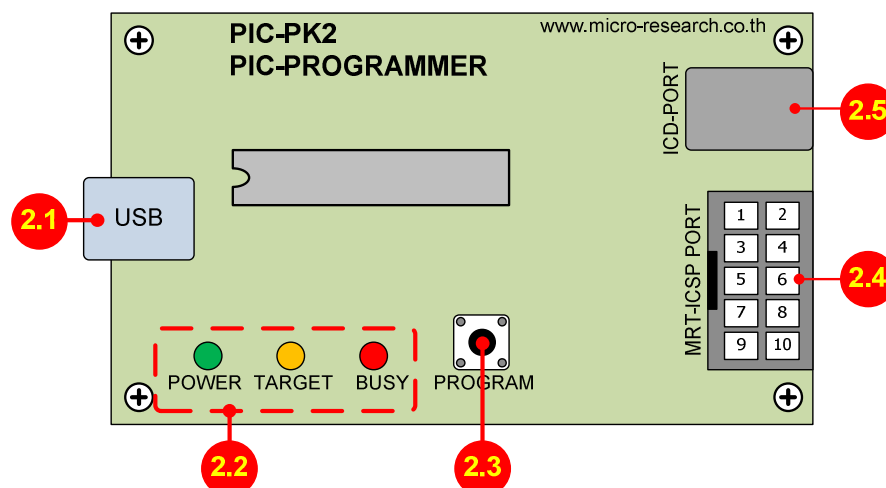 PIC-PK2
PIC-PROGRAMMER
www.micro-research.co.th
ICD-PORT
2.5
2.1
USB
MRT-ICSP PORT
1 2
3 4
5 6
7 8
9 10
2.4
POWER TARGET BUSY PROGRAM
2.2
2.3